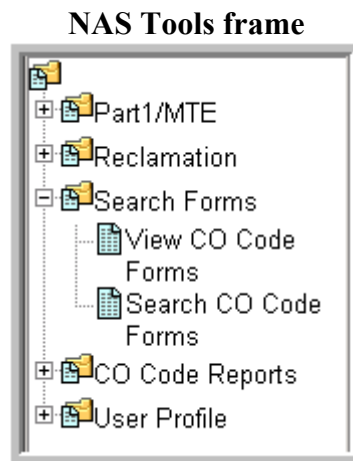 NAS Tools frame
Part1/MTE
Reclamation
Search Forms
View CO Code
Forms
Search CO Code
Forms
CO Code Reports
User Profile